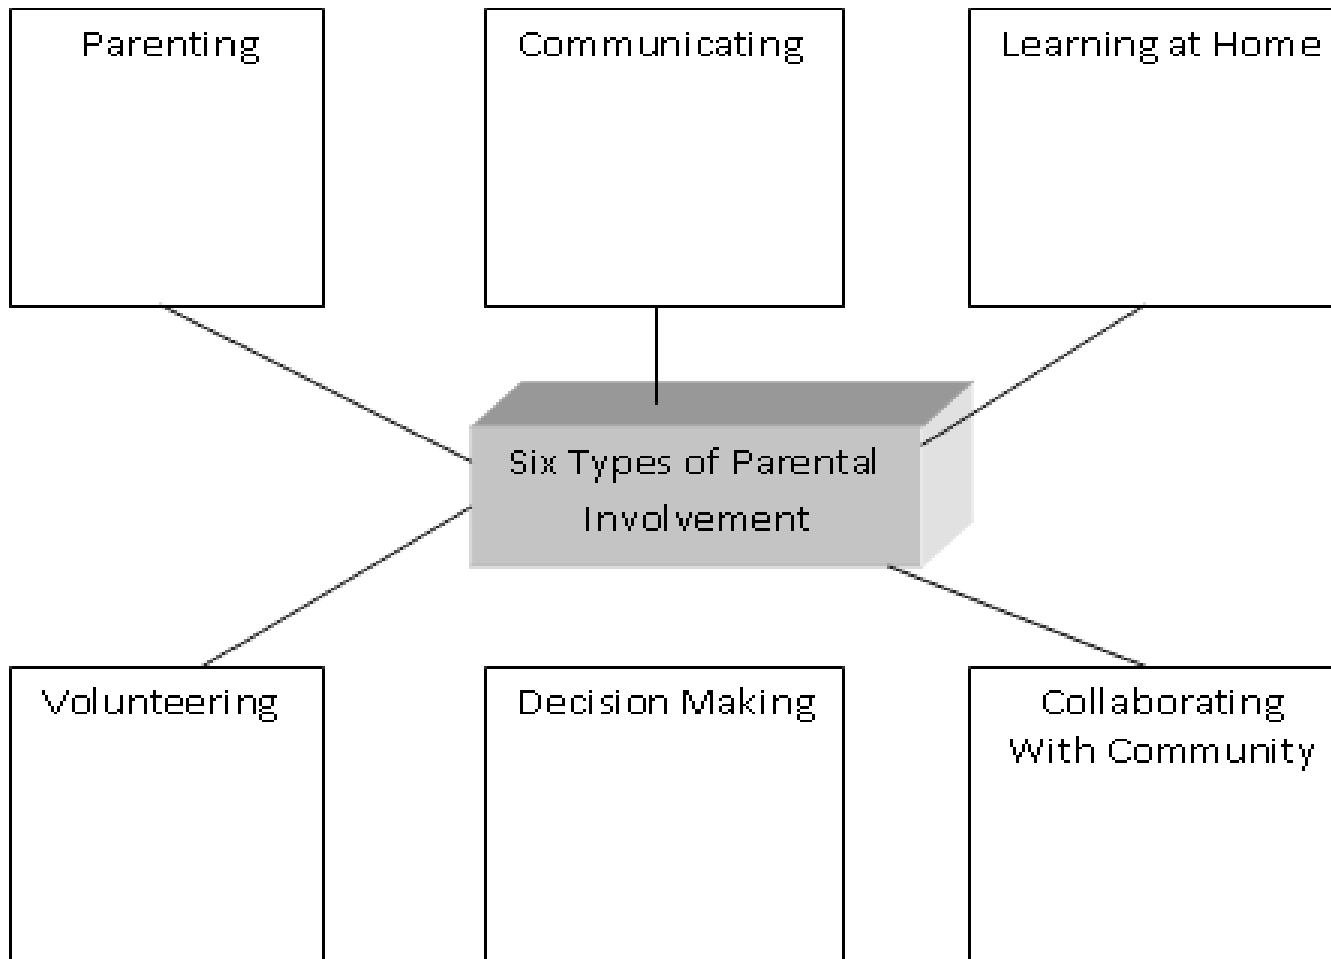 Parenting
Communicating
Learning at Home
Six Types of Parental
Involvement
Volunteering
Decision Making
Collaborating
With Community